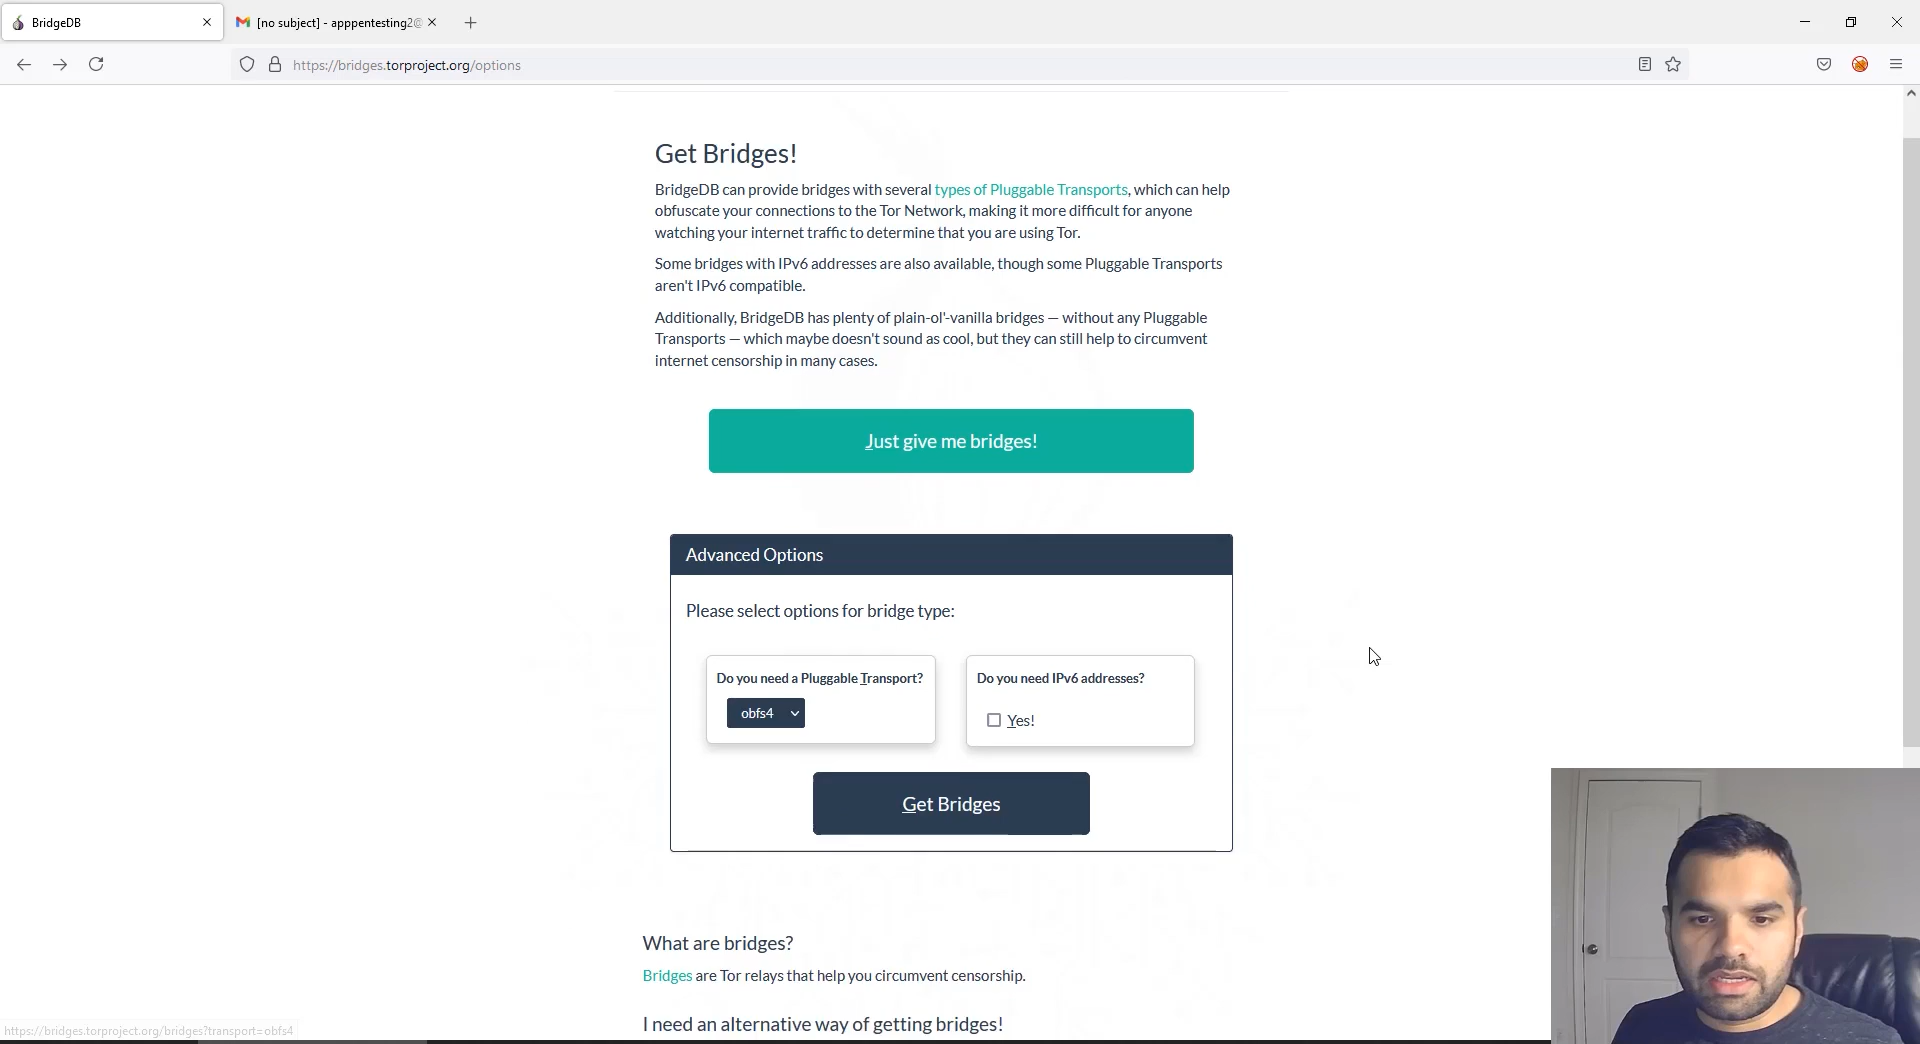 BridgeDB
[no subject] - apppentesting2@
https://bridges.torproject.org/options
Get Bridges!
BridgeDB can provide bridges with several types of Pluggable Transports, which can help
obfuscate your connections to the Tor Network, making it more difficult for anyone
watching your internet traffic to determine that you are using Tor.
Some bridges with IPv6 addresses are also available, though some Pluggable Transports
aren't IPv6 compatible.
Additionally, BridgeDB has plenty of plain-ol'-vanilla bridges — without any Pluggable
Transports — which maybe doesn't sound as cool, but they can still help to circumvent
internet censorship in many cases.
Just give me bridges!
Advanced Options
Please select options for bridge type:
Do you need a Pluggable Transport?
obfs4
Do you need IPv6 addresses?
Yes!
Get Bridges
What are bridges?
Bridges are Tor relays that help you circumvent censorship.
I need an alternative way of getting bridges!
https://bridges.torproject.org/bridges?transport=obfs4